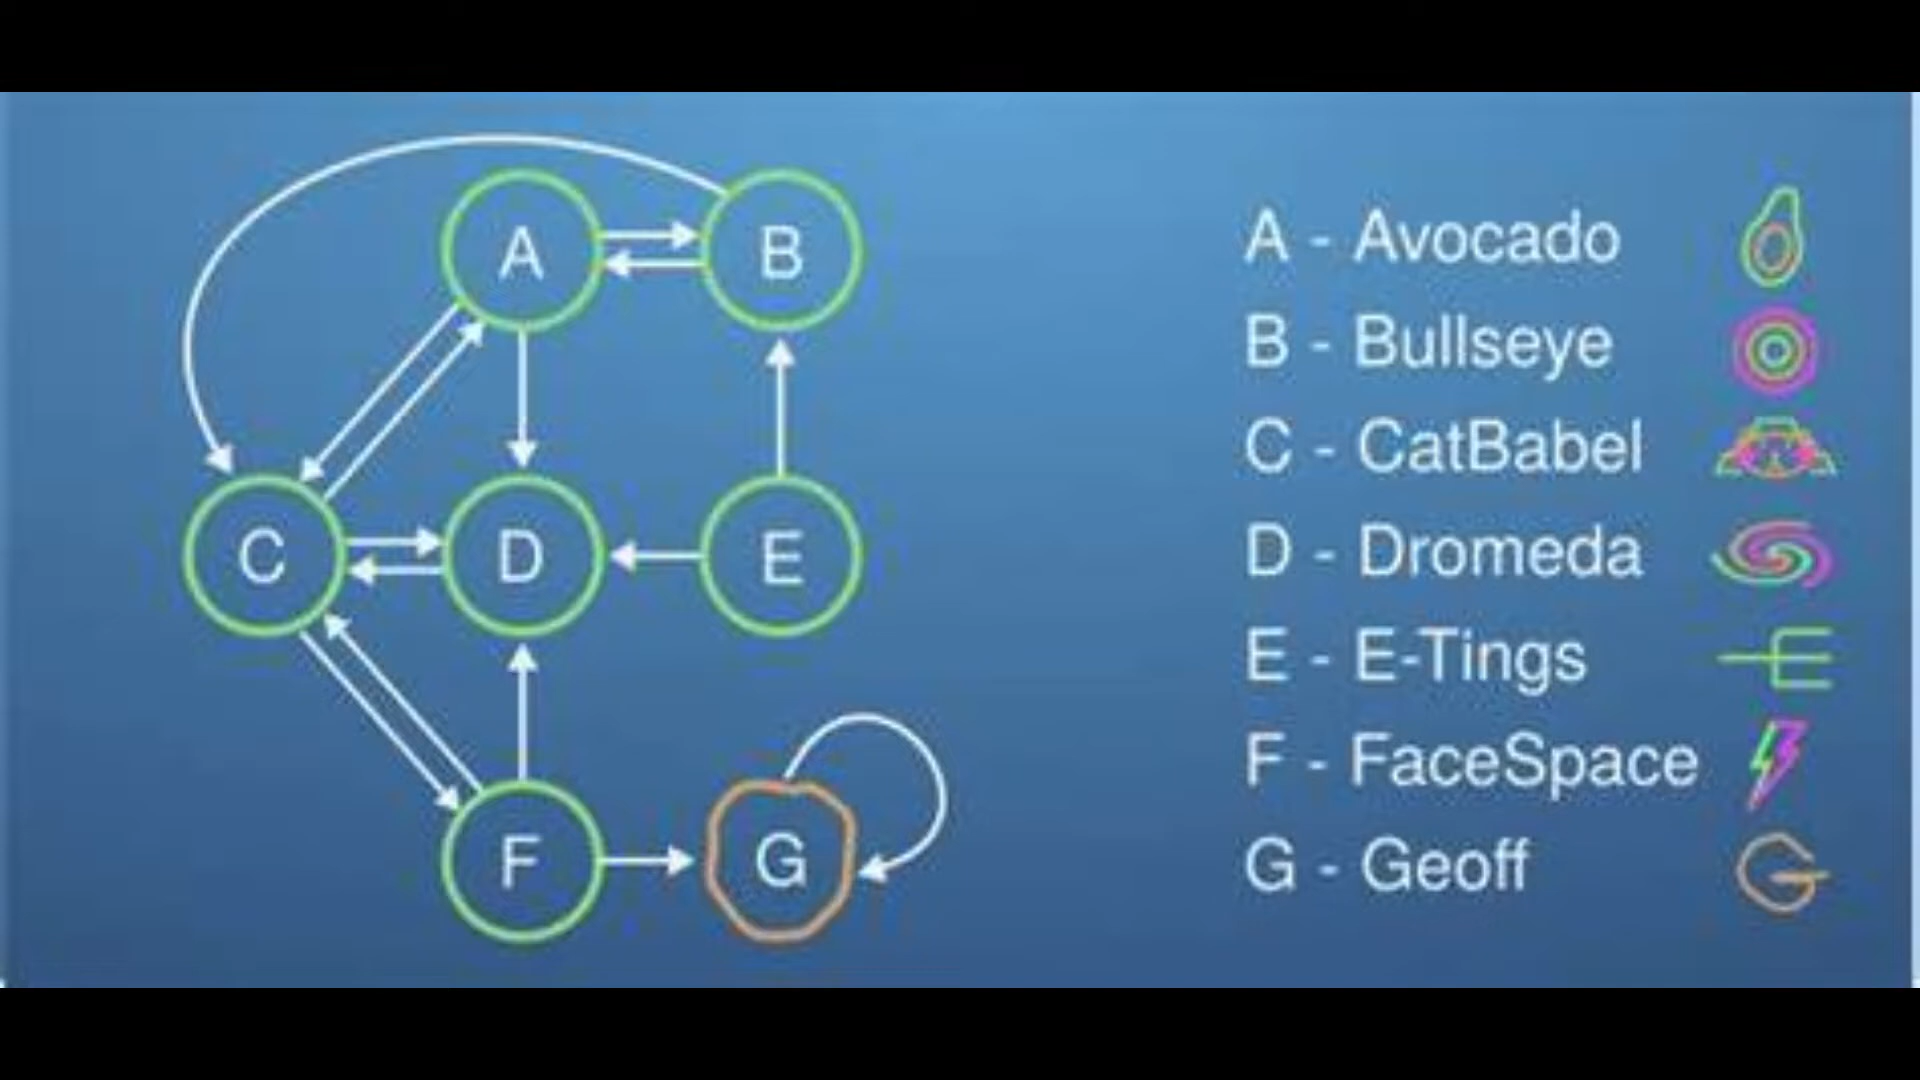 A
B
C
D
E
F
G
A - Avocado
B - Bullseye
C - CatBabel
D - Dromeda
E - E-Tings
F - FaceSpace
G - Geoff